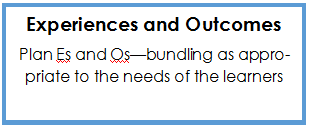 Experiences and Outcomes
Plan Es and Os—bundling as appro-
priate to the needs of the learners